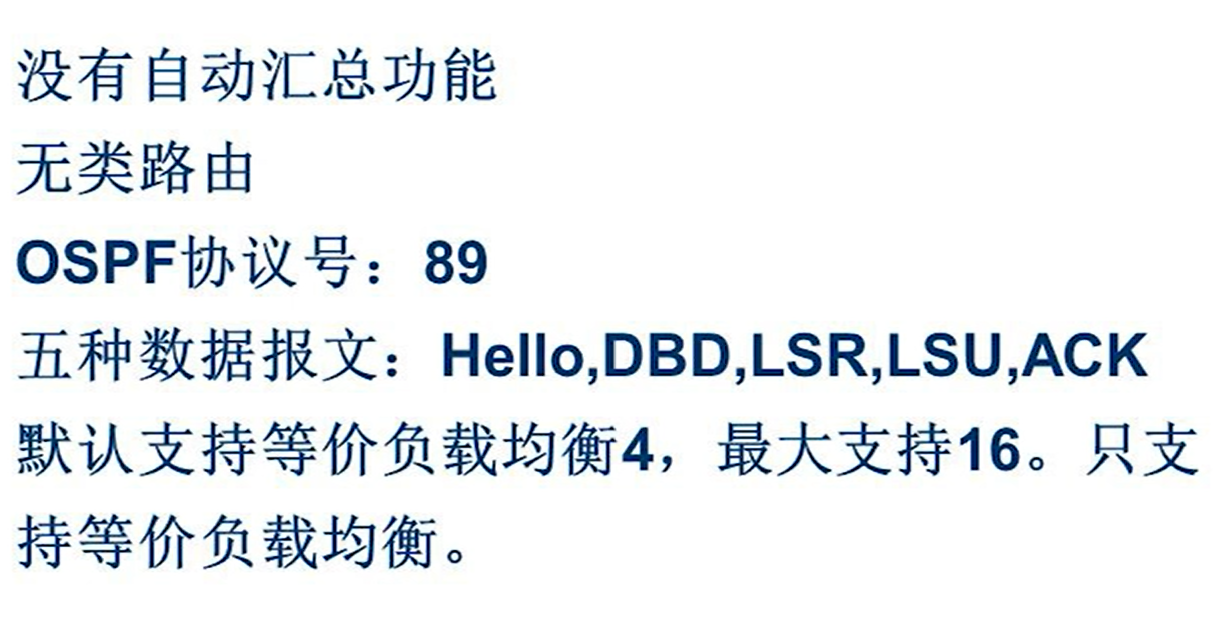 没有自动汇总功能
无类路由
OSPF协议号：89
五种数据报文：Hello,DBD,LSR,LSU,ACK
默认支持等价负载均衡4，最大支持16。只支
持等价负载均衡。